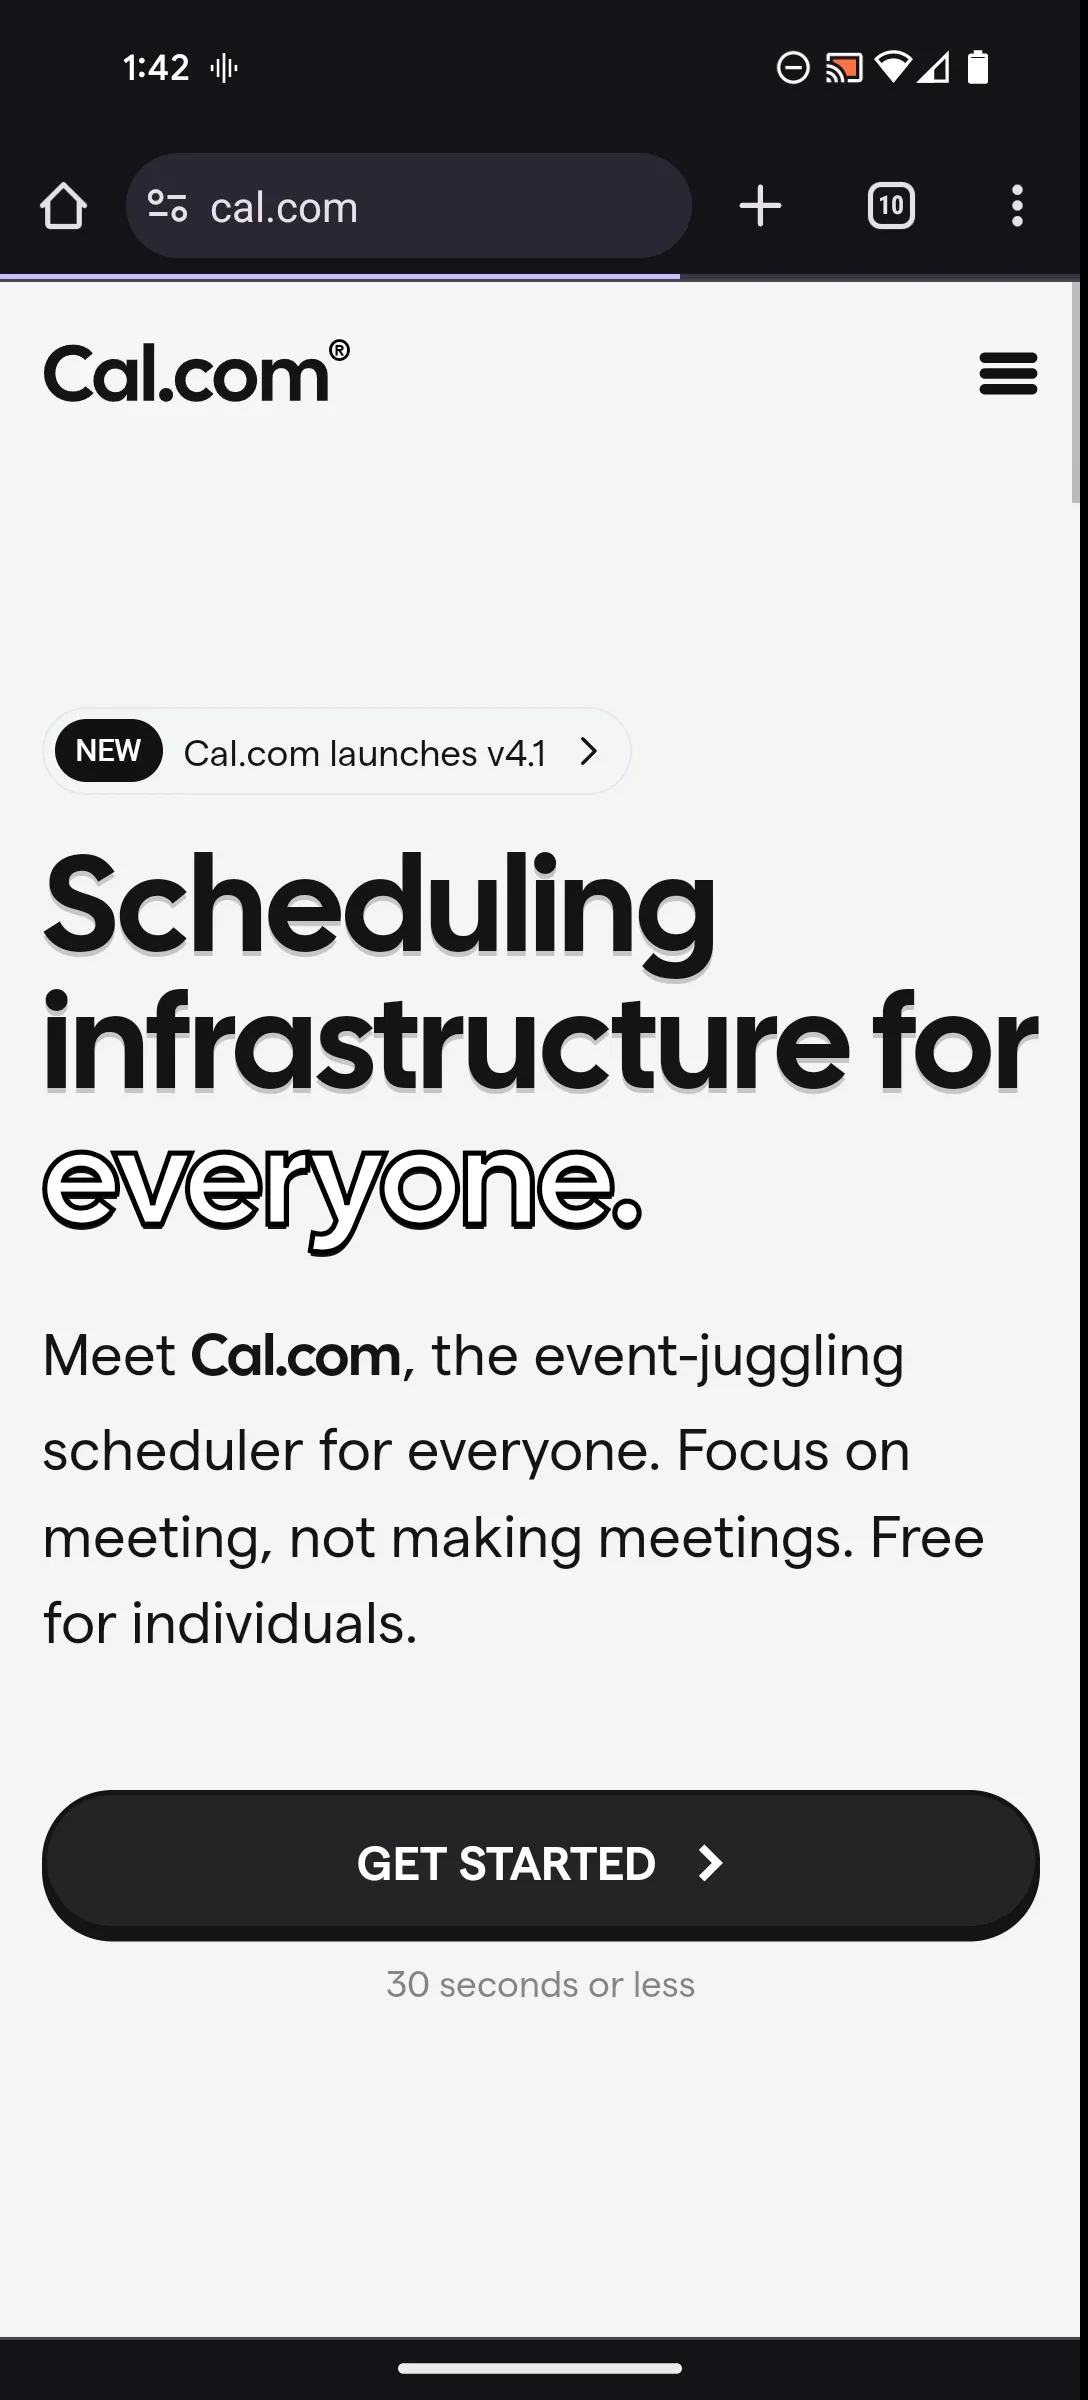 1:42
cal.com
10
Cal.com®
NEW Cal.com launches v4.1
Scheduling
infrastructure for
everyone.
Meet Cal.com, the event-juggling
scheduler for everyone. Focus on
meeting, not making meetings. Free
for individuals.
GET STARTED
30 seconds or less